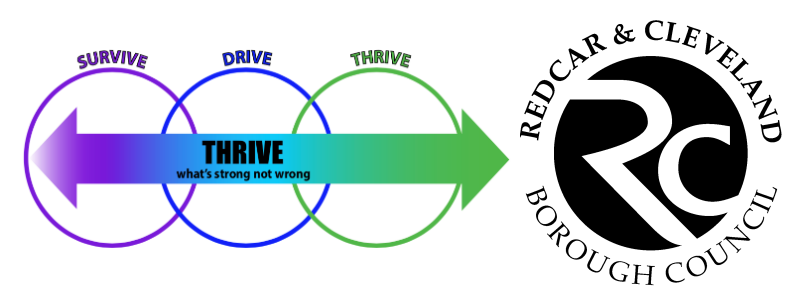 SURVIVE
DRIVE
THRIVE
THRIVE
what's strong not wrong
REDCAR & CLEVELAND
RC
BOROUGH COUNCIL